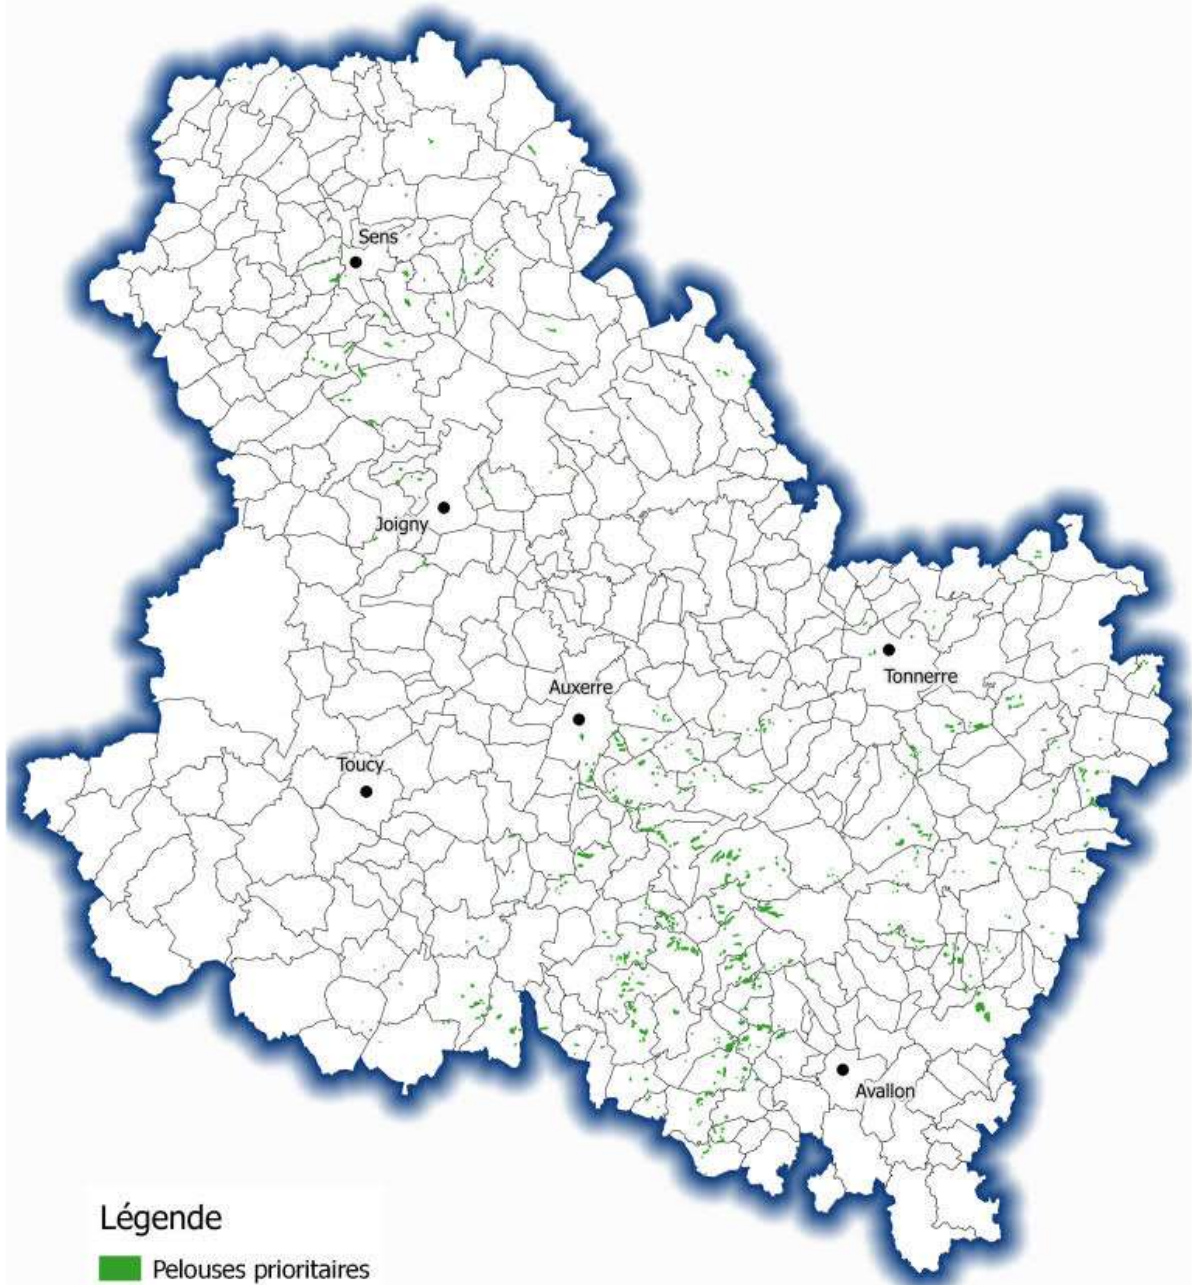 Sens
Joigny
Tonnerre
Auxerre
Toucy
Avallon
Légende
Pelouses prioritaires